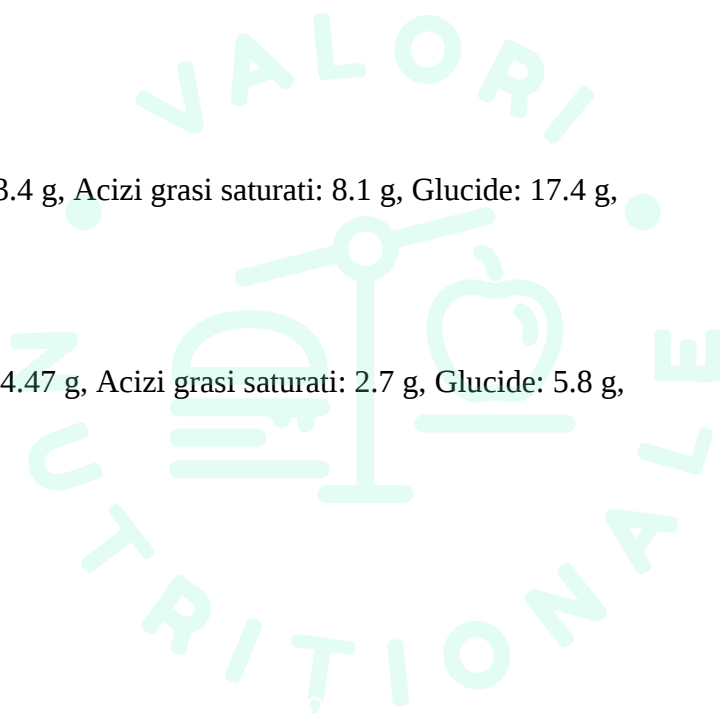 VALORI
3.4 g, Acizi grasi saturati: 8.1 g, Glucide: 17.4 g,
4.47 g, Acizi grasi saturati: 2.7 g, Glucide: 5.8 g,
NUTRITIONALE